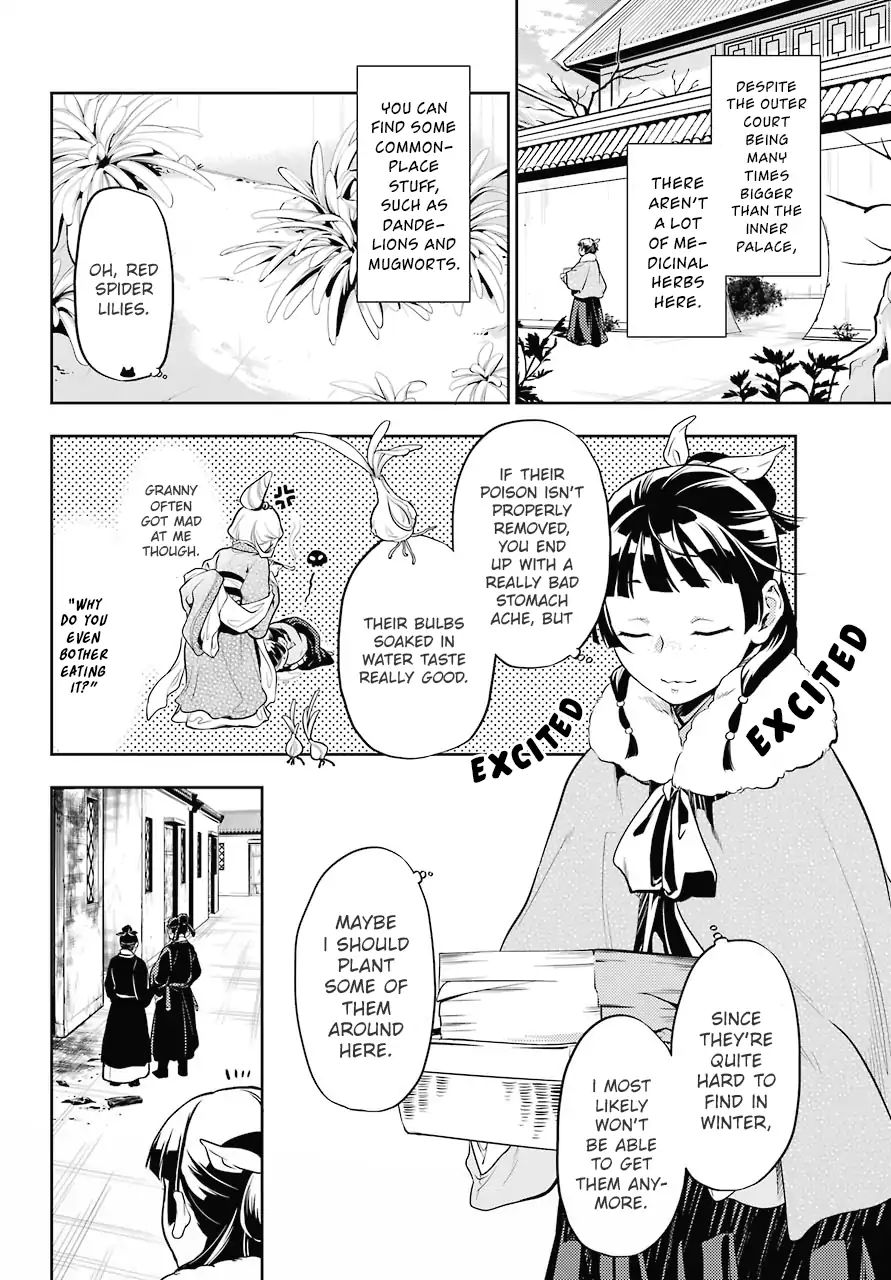 DESPITE
THE OUTER
COURT
BEING
MANY
TIMES
BIGGER
THAN THE
INNER
PALACE,
THERE
AREN'T
A LOT
OF ME-
DICINAL
HERBS
HERE.
YOU CAN
FIND SOME
COMMON-
PLACE
STUFF,
SUCH AS
DANDE-
LIONS AND
MUGWORTS.
OH, RED
SPIDER
LILIES.
IF THEIR
POISON ISN'T
PROPERLY
REMOVED,
YOU END
UP WITH A
REALLY BAD
STOMACH
ACHE, BUT
THEIR BULBS
SOAKED IN
WATER TASTE
REALLY GOOD.
GRANNY
OFTEN
GOT MAD
AT ME
THOUGH.
"WHY
DO YOU
EVEN
BOTHER
EATING
IT?"
EXCITED
EXCITED
SINCE
THEY'RE
QUITE
HARD TO
FIND IN
WINTER,
I MOST
LIKELY
WON'T
BE ABLE
TO GET
THEM ANY-
MORE.
MAYBE
I SHOULD
PLANT
SOME OF
THEM
AROUND
HERE.